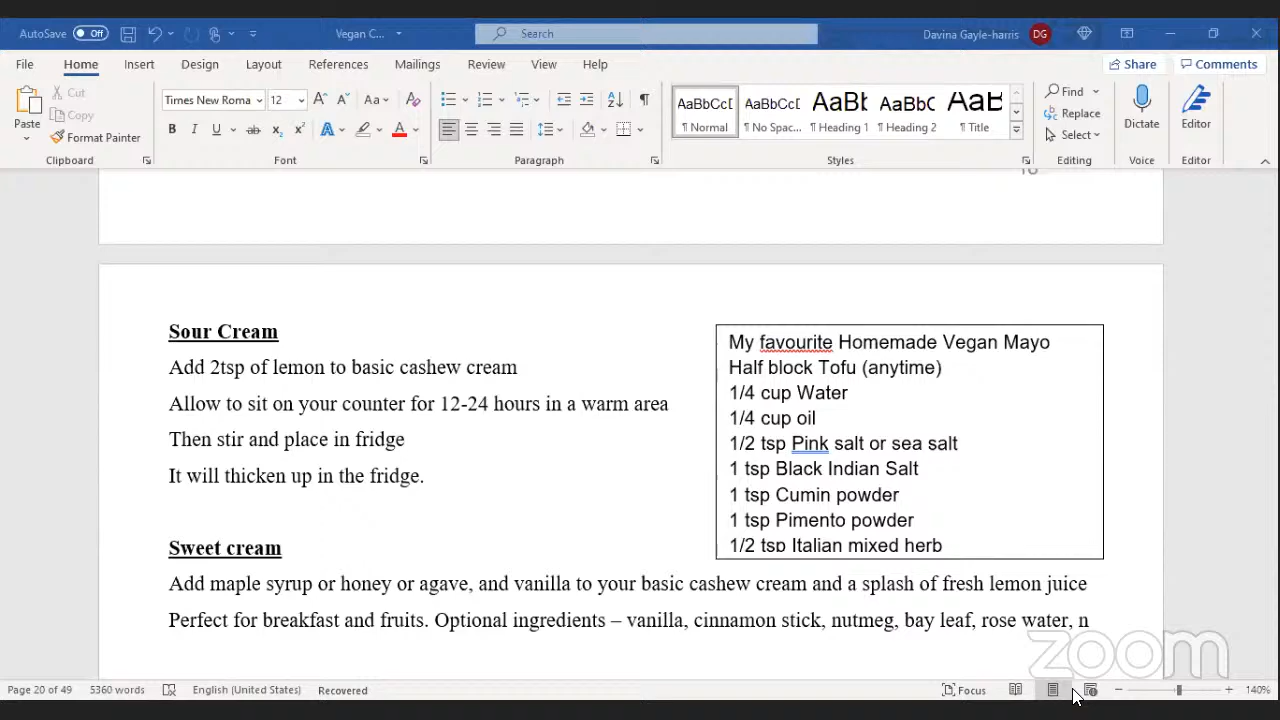 AutoSave Off Vegan C... Search Davina Gayle-harris DG
File Home Insert Design Layout References Mailings Review View Help Share Comments
Paste Cut Copy Format Painter
Clipboard
Times New Roma 12 Aa
B I U ab x₂ x² A A
Font
Paragraph
AaBbCcI AaBbCcI AaBb( AaBbC AaB
¶ Normal ¶ No Spac... ¶ Heading 1 ¶ Heading 2 ¶ Title
Styles
Find Replace Select
Editing
Dictate
Voice
Editor
Editor
Sour Cream
Add 2tsp of lemon to basic cashew cream
Allow to sit on your counter for 12-24 hours in a warm area
Then stir and place in fridge
It will thicken up in the fridge.
My favourite Homemade Vegan Mayo
Half block Tofu (anytime)
1/4 cup Water
1/4 cup oil
1/2 tsp Pink salt or sea salt
1 tsp Black Indian Salt
1 tsp Cumin powder
1 tsp Pimento powder
1/2 tsp Italian mixed herb
Sweet cream
Add maple syrup or honey or agave, and vanilla to your basic cashew cream and a splash of fresh lemon juice
Perfect for breakfast and fruits. Optional ingredients – vanilla, cinnamon stick, nutmeg, bay leaf, rose water, n
zoom
Page 20 of 49 5360 words English (United States) Recovered Focus 140%